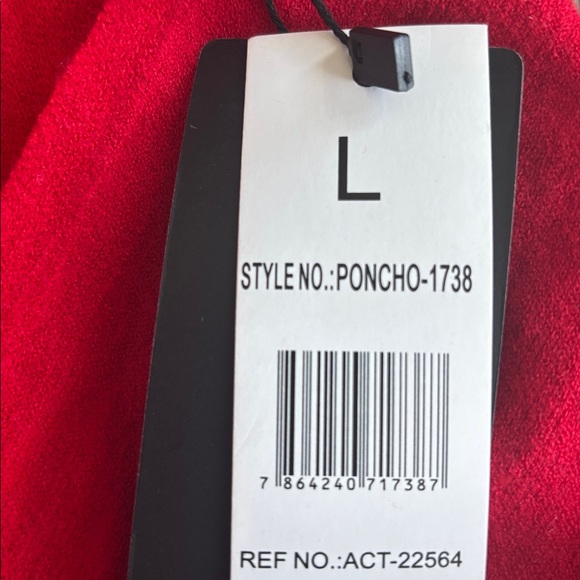 L
STYLE NO.:PONCHO-1738
7 864240 717387
REF NO.:ACT-22564